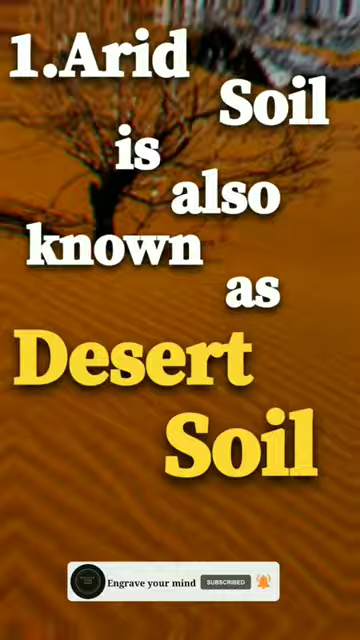 1.Arid
Soil
is
also
known
as
Desert
Soil
Engrave your mind SUBSCRIBED